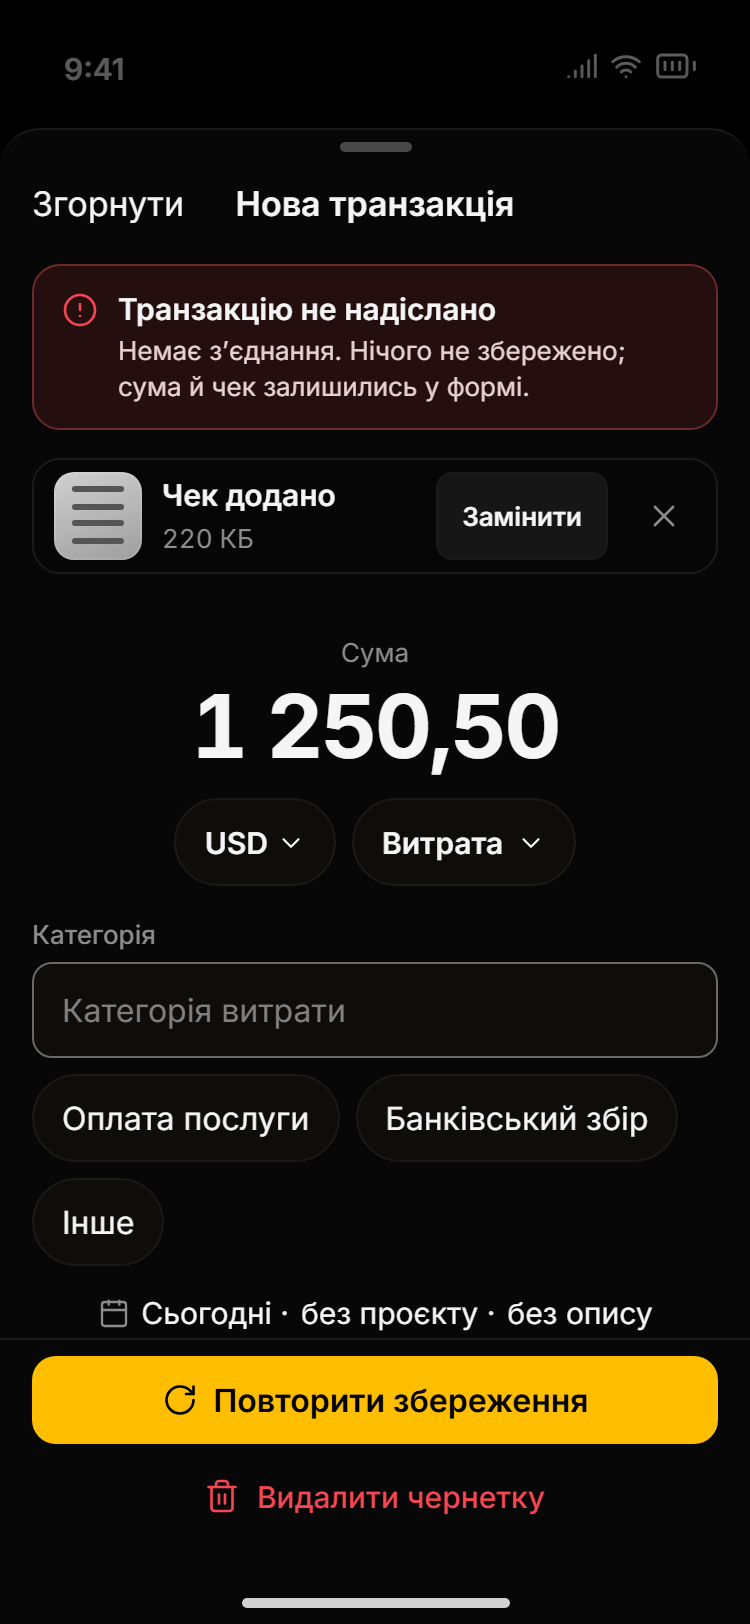 9:41
Згорнути Нова транзакція
Транзакцію не надіслано
Немає з’єднання. Нічого не збережено;
сума й чек залишились у формі.
Чек додано
220 КБ
Замінити
Сума
1 250,50
USD Витрата
Категорія
Категорія витрати
Оплата послуги Банківський збір
Інше
Сьогодні · без проєкту · без опису
Повторити збереження
Видалити чернетку